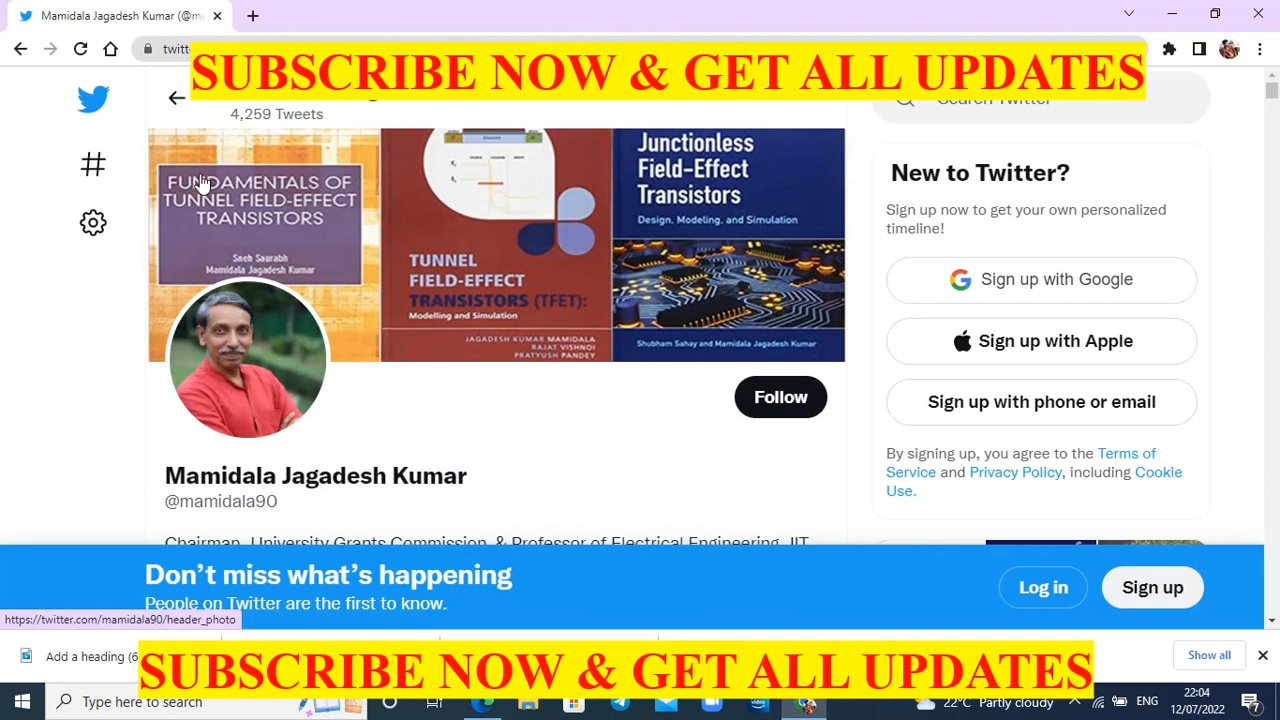 Mamidala Jagadesh Kumar (@m
SUBSCRIBE NOW & GET ALL UPDATES
4,259 Tweets
FUNDAMENTALS OF
TUNNEL FIELD-EFFECT
TRANSISTORS
Sneh Saurabh
Mamidala Jagadesh Kumar
TUNNEL
FIELD-EFFECT
TRANSISTORS (TFET):
Modelling and Simulation
JAGADESH KUMAR MAMIDALA
RAJAT VISHNOI
PRATYUSH PANDEY
Junctionless
Field-Effect
Transistors
Design, Modeling, and Simulation
Shubham Sahay and Mamidala Jagadesh Kumar
Follow
Mamidala Jagadesh Kumar
@mamidala90
Chairman, University Grants Commission, & Professor of Electrical Engineering, IIT
Search Twitter
New to Twitter?
Sign up now to get your own personalized
timeline!
Sign up with Google
Sign up with Apple
Sign up with phone or email
By signing up, you agree to the Terms of
Service and Privacy Policy, including Cookie
Use.
Don't miss what's happening
People on Twitter are the first to know.
Log in
Sign up
https://twitter.com/mamidala90/header_photo
Add a heading (6
Show all
SUBSCRIBE NOW & GET ALL UPDATES
Type here to search
22°C Partly cloudy
ENG
22:04
12/07/2022
7